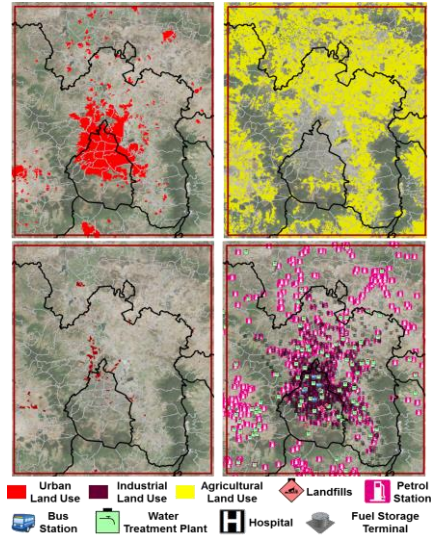 Urban Land Use
Industrial Land Use
Agricultural Land Use
Landfills
Petrol Station
Bus Station
Water Treatment Plant
H
Hospital
Fuel Storage Terminal